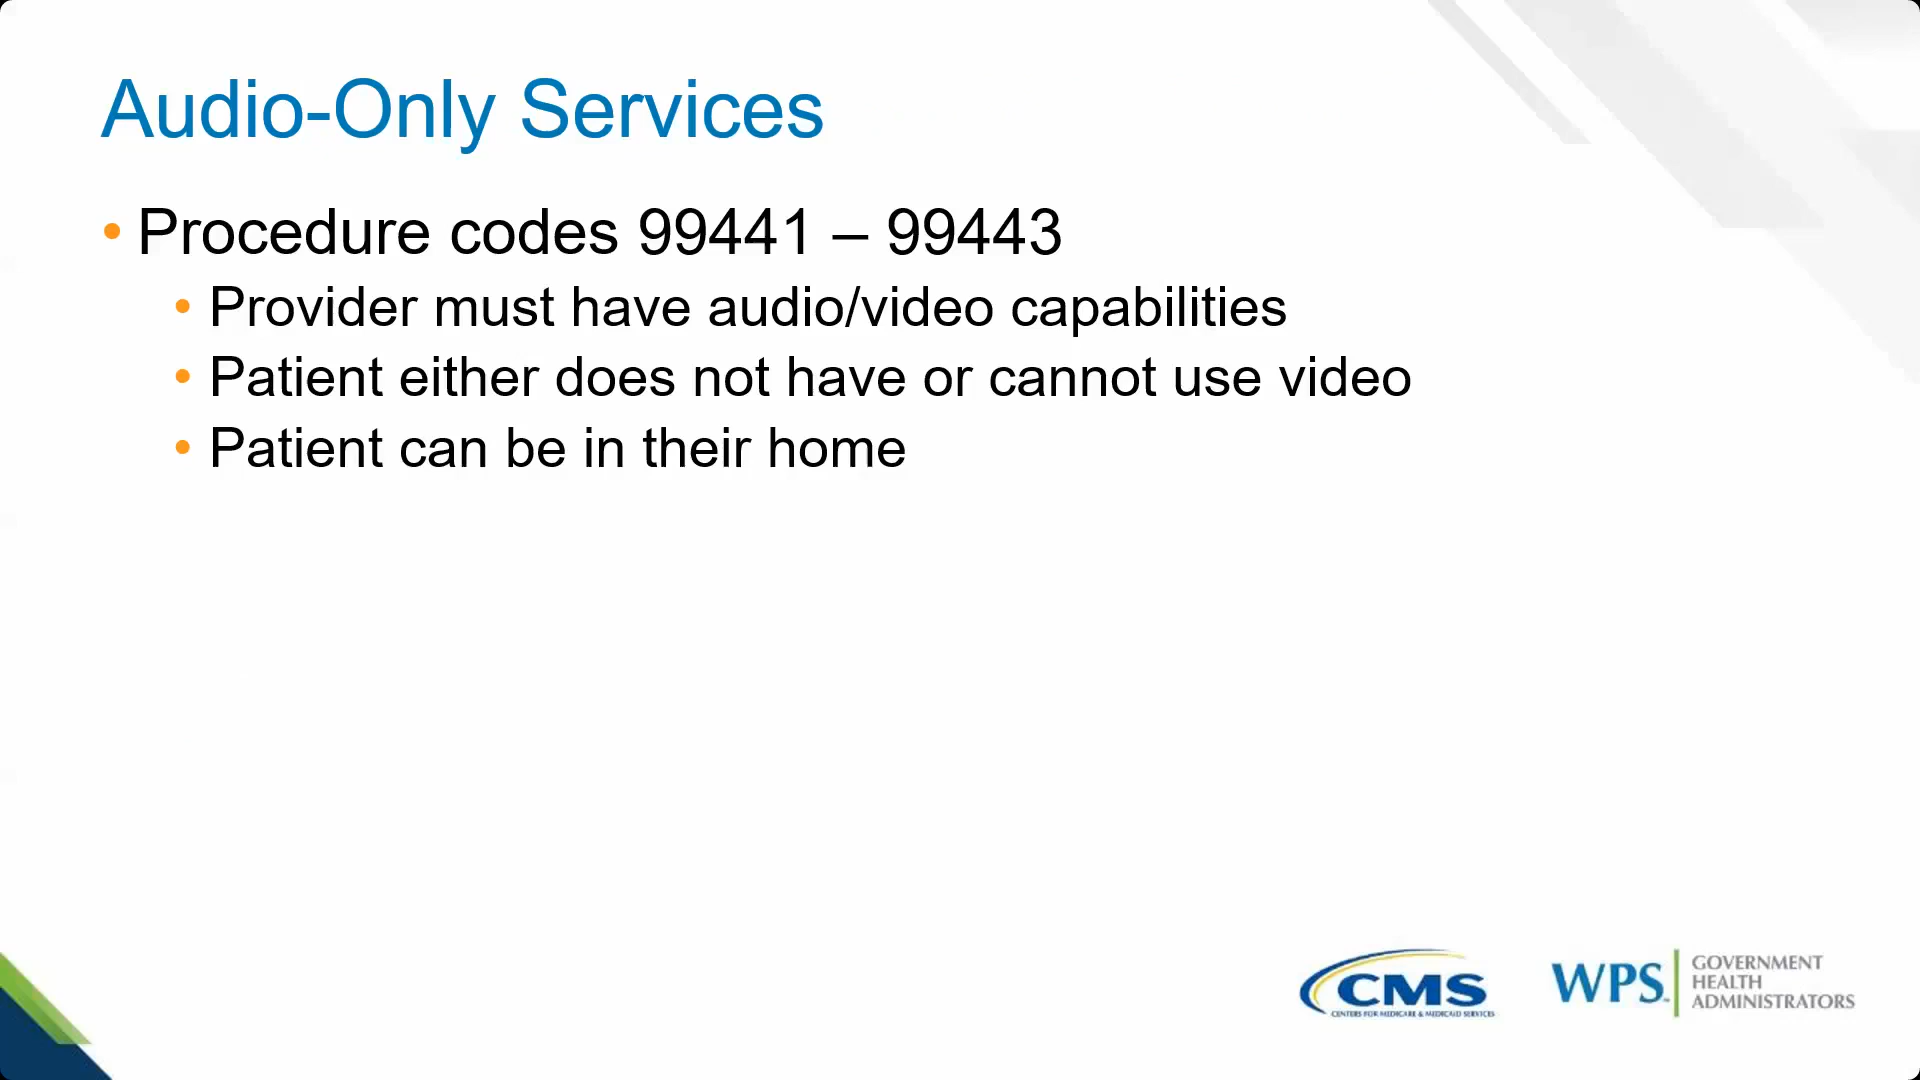 Audio-Only Services
• Procedure codes 99441 – 99443
• Provider must have audio/video capabilities
• Patient either does not have or cannot use video
• Patient can be in their home
CMS
CENTERS FOR MEDICARE & MEDICAID SERVICES
WPS
GOVERNMENT
HEALTH
ADMINISTRATORS